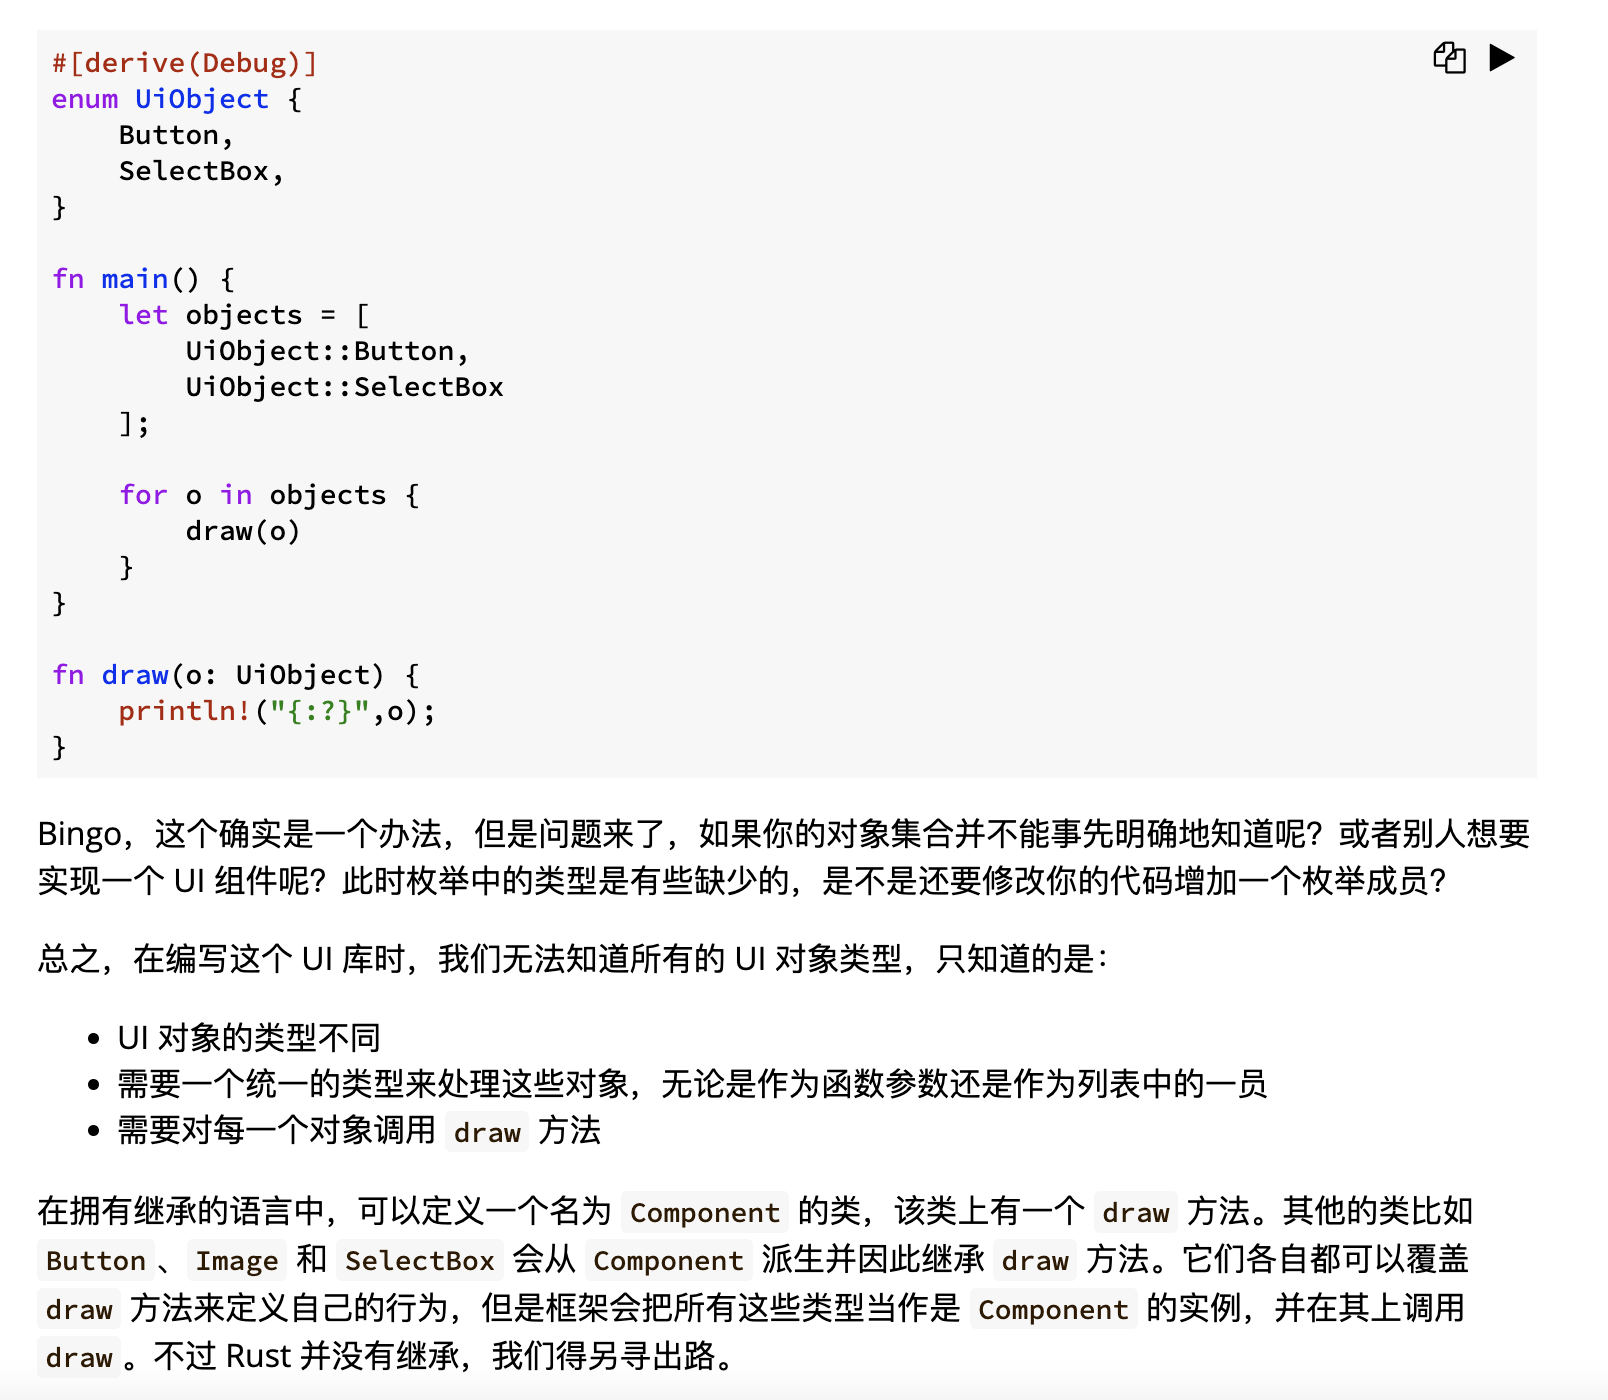 #[derive(Debug)]
enum UiObject {
    Button,
    SelectBox,
}

fn main() {
    let objects = [
        UiObject::Button,
        UiObject::SelectBox
    ];

    for o in objects {
        draw(o)
    }
}

fn draw(o: UiObject) {
    println!("{:?}",o);
}
Bingo，这个确实是一个办法，但是问题来了，如果你的对象集合并不能事先明确地知道呢？或者别人想要
实现一个 UI 组件呢？此时枚举中的类型是有些缺少的，是不是还要修改你的代码增加一个枚举成员？
总之，在编写这个 UI 库时，我们无法知道所有的 UI 对象类型，只知道的是：
• UI 对象的类型不同
• 需要一个统一的类型来处理这些对象，无论是作为函数参数还是作为列表中的一员
• 需要对每一个对象调用 draw 方法
在拥有继承的语言中，可以定义一个名为 Component 的类，该类上有一个 draw 方法。其他的类比如
Button 、 Image 和 SelectBox 会从 Component 派生并因此继承 draw 方法。它们各自都可以覆盖
draw 方法来定义自己的行为，但是框架会把所有这些类型当作是 Component 的实例，并在其上调用
draw 。不过 Rust 并没有继承，我们得另寻出路。